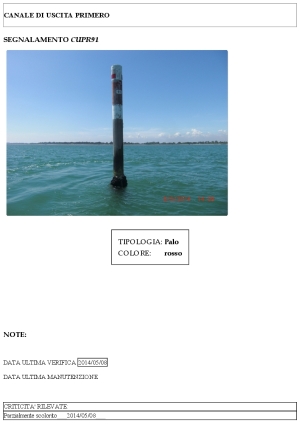 CANALE DI USCITA PRIMERO
SEGNALAMENTO CUPR91
TIPOLOGIA: Palo
COLORE: rosso
NOTE:
DATA ULTIMA VERIFICA 2014/05/08
DATA ULTIMA MANUTENZIONE
CRITICITA' RILEVATE
Parzialmente scolorito 2014/05/08